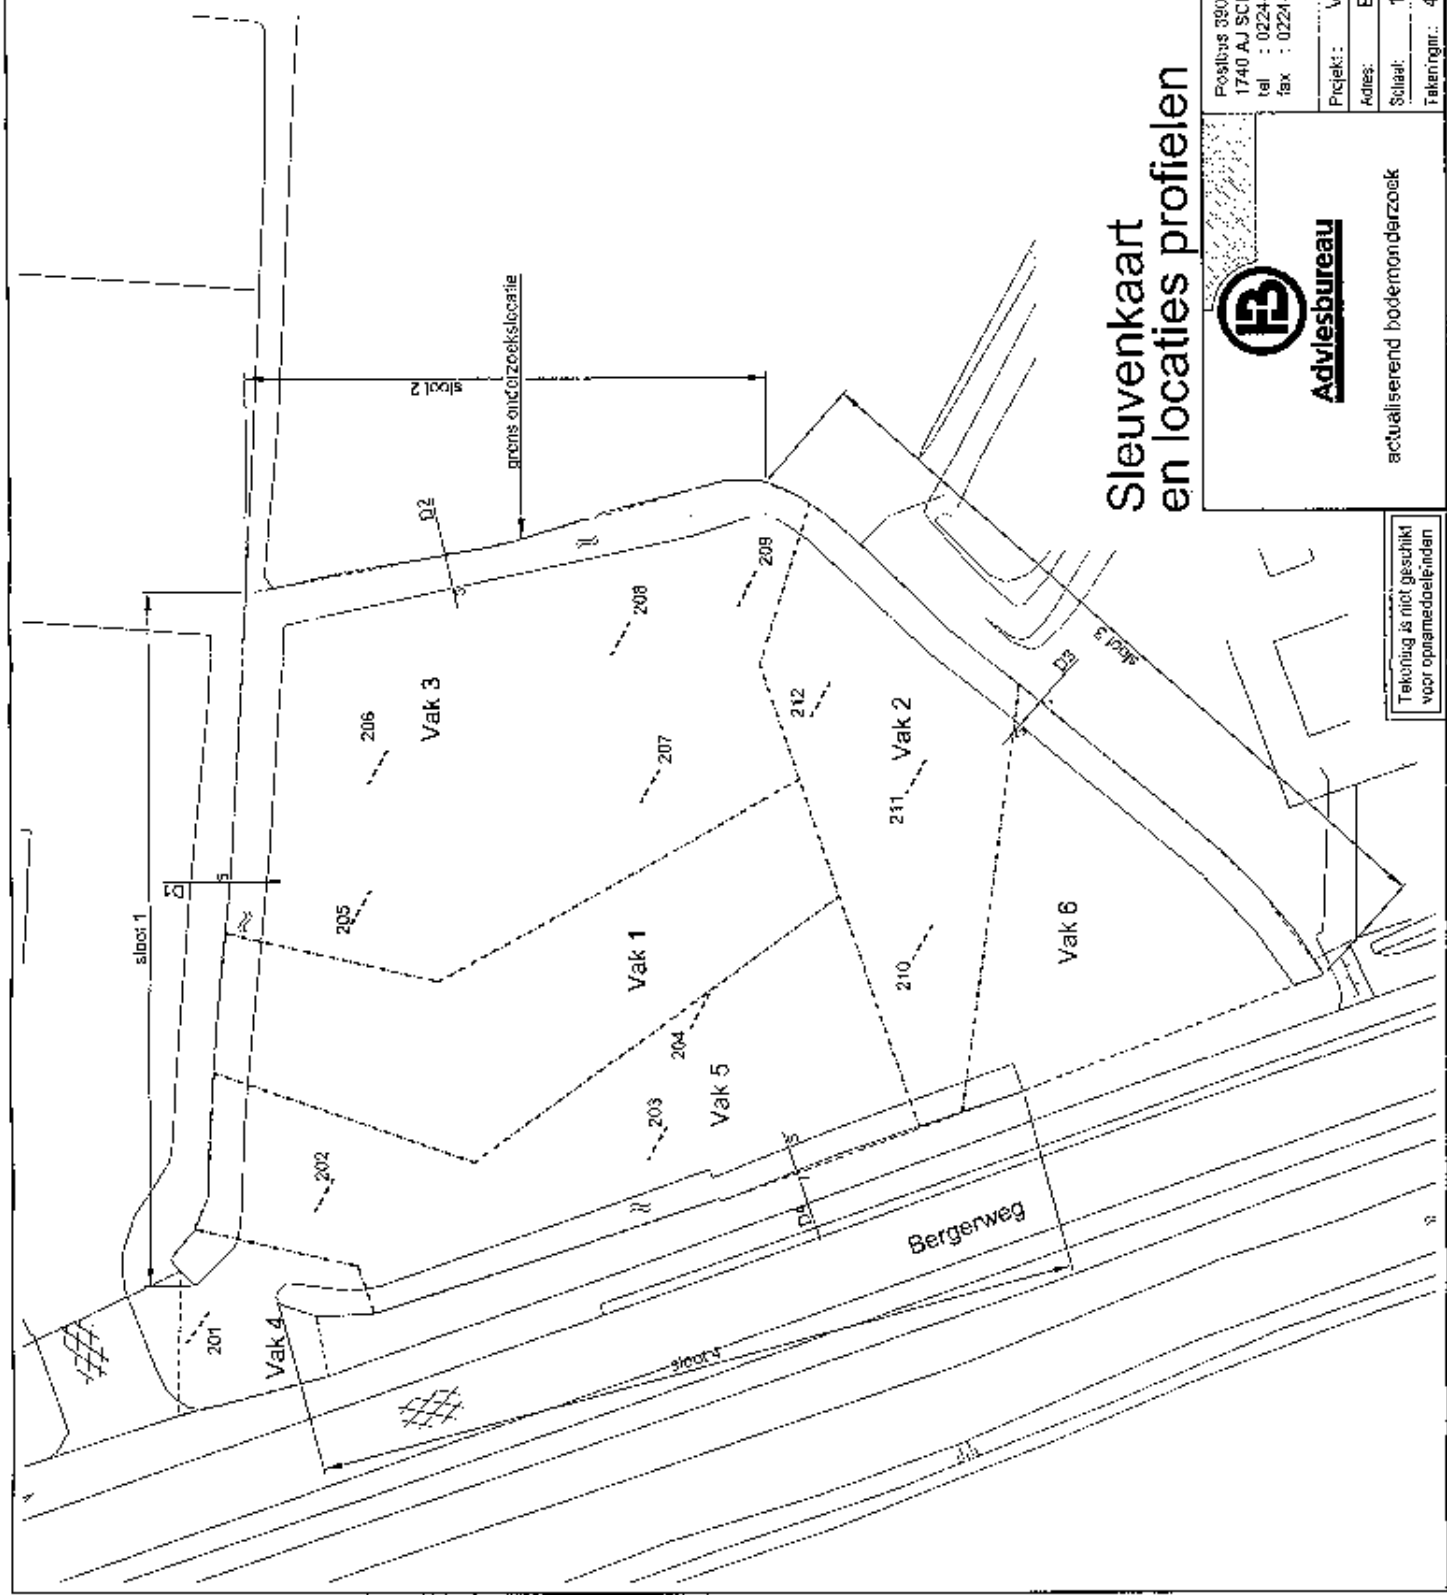 Sleuvenkaart
en locaties profielen
sloot 1
sloot 2
sloot 3
sloot 4
grens onderzoekslocatie
D1
D2
D3
D4
Vak 1
Vak 2
Vak 3
Vak 4
Vak 5
Vak 6
201
202
203
204
205
206
207
208
209
210
211
212
Bergerweg
Tekening is niet geschikt
voor opnamedoeleinden
HB
Adviesbureau
actualiserend bodemonderzoek
Postbus 390
1740 AJ
tel : 0224
fax : 0224
Projekt:
Adres:
Schaal: 1
Tekeningnr.: 4